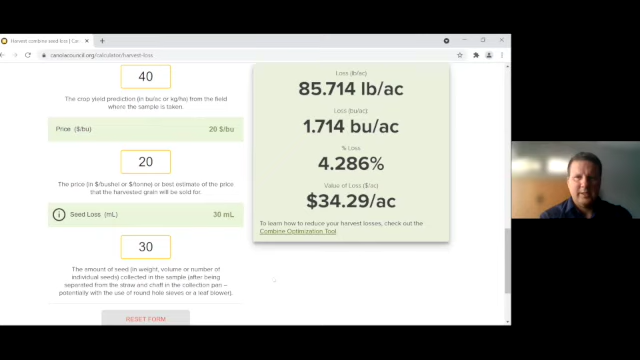 Harvest combine seed loss | Can
canolacouncil.org/calculator/harvest-loss
40
The crop yield prediction (in bu/ac or kg/ha) from the field
where the sample is taken.
Price ($/bu) 20 $/bu
20
The price (in $/bushel or $/tonne) or best estimate of the price
that the harvested grain will be sold for.
Seed Loss (mL) 30 mL
30
The amount of seed (in weight, volume or number of
individual seeds) collected in the sample (after being
separated from the straw and chaff in the collection pan –
potentially with the use of round hole sieves or a leaf blower).
RESET FORM
Loss (lb/ac)
85.714 lb/ac
Loss (bu/ac)
1.714 bu/ac
% Loss
4.286%
Value of Loss ($/ac)
$34.29/ac
To learn how to reduce your harvest losses, check out the
Combine Optimization Tool